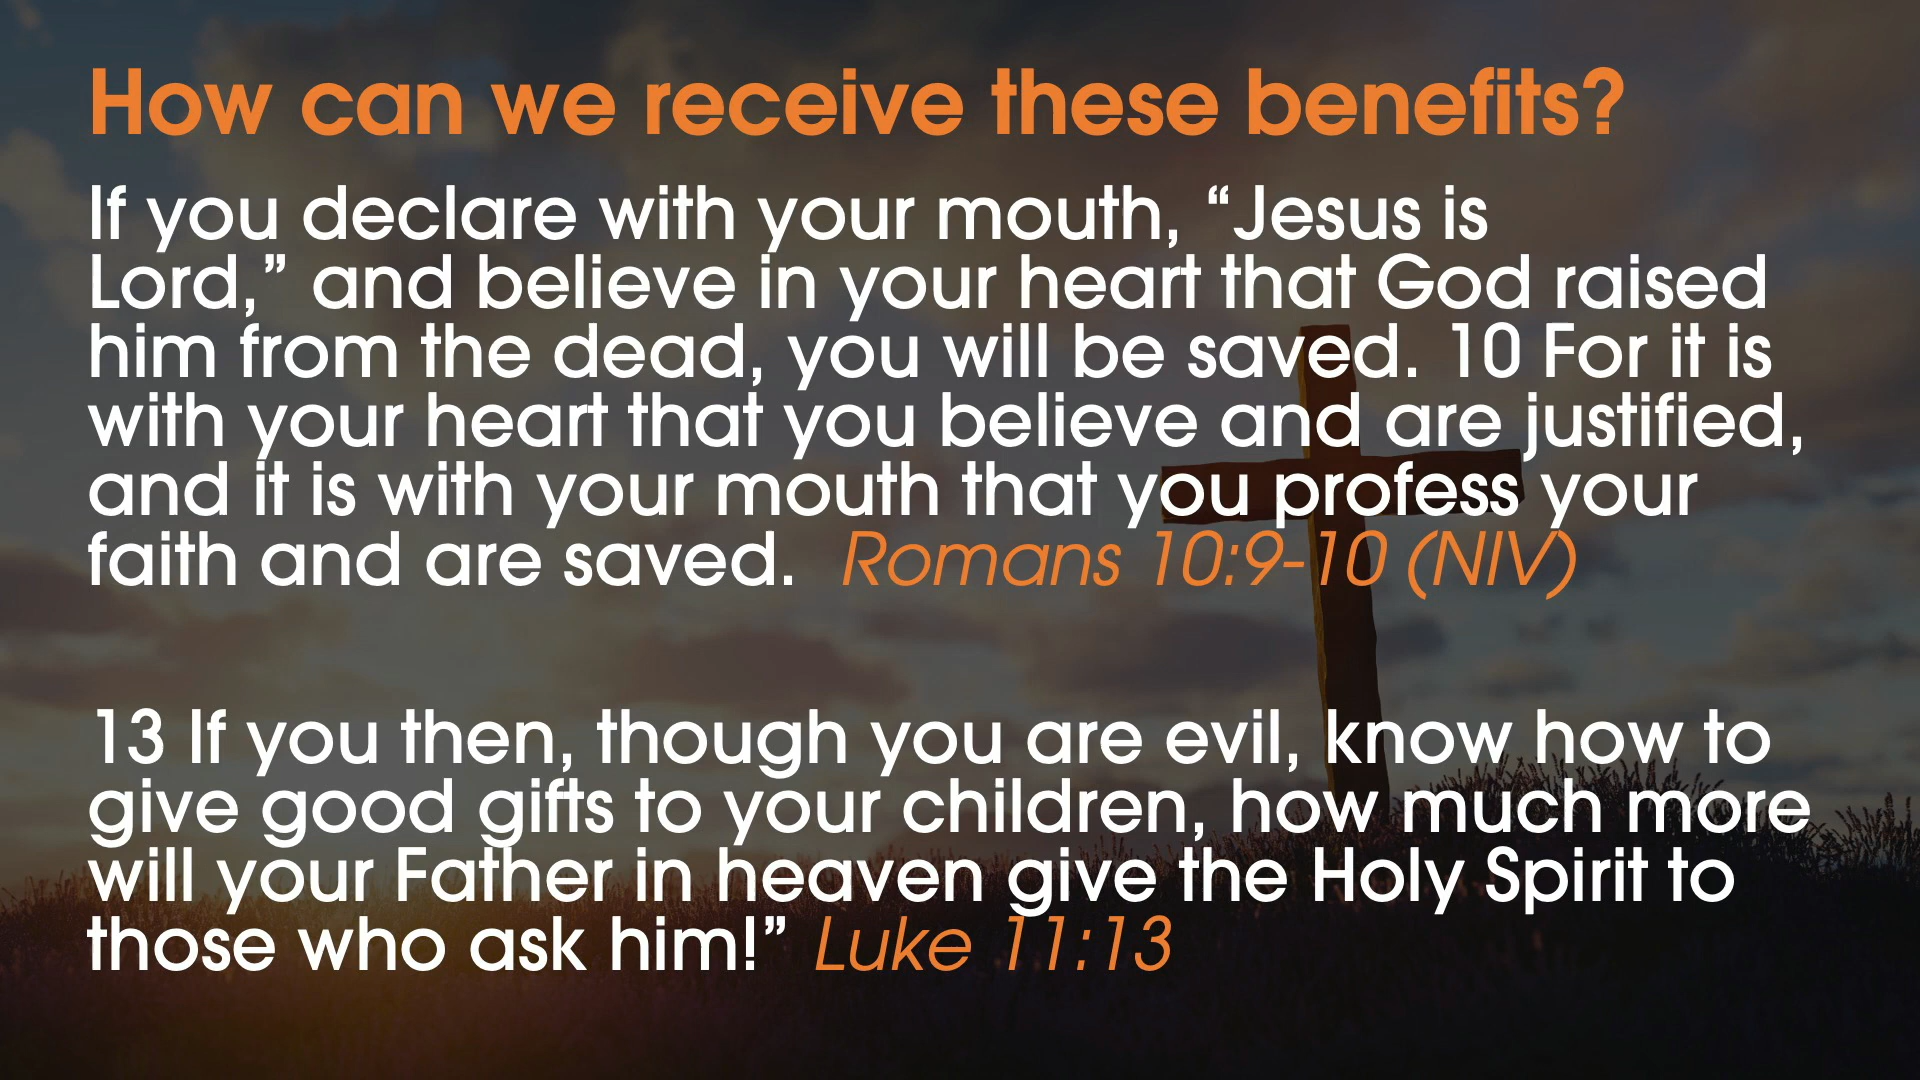 How can we receive these benefits?
If you declare with your mouth, “Jesus is
Lord,” and believe in your heart that God raised
him from the dead, you will be saved. 10 For it is
with your heart that you believe and are justified,
and it is with your mouth that you profess your
faith and are saved. Romans 10:9-10 (NIV)
13 If you then, though you are evil, know how to
give good gifts to your children, how much more
will your Father in heaven give the Holy Spirit to
those who ask him!” Luke 11:13